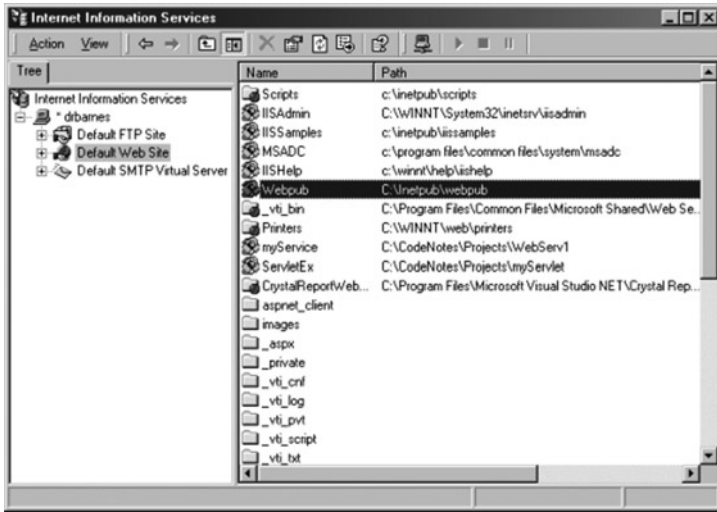 Internet Information Services
Action View
Tree
Internet Information Services
* drbarnes
Default FTP Site
Default Web Site
Default SMTP Virtual Server
Name Path
Scripts c:\inetpub\scripts
IISAdmin C:\WINNT\System32\inetsrv\iisadmin
IISSamples c:\inetpub\iissamples
MSADC c:\program files\common files\system\msadc
IISHelp c:\winnt\help\iishelp
Webpub C:\Inetpub\webpub
_vti_bin C:\Program Files\Common Files\Microsoft Shared\Web Se...
Printers C:\WINNT\web\printers
myService C:\CodeNotes\Projects\WebServ1
ServletEx C:\CodeNotes\Projects\myServlet
CrystalReportWeb... C:\Program Files\Microsoft Visual Studio .NET\Crystal Rep...
aspnet_client
images
_aspx
_private
_vti_cnf
_vti_log
_vti_pvt
_vti_script
_vti_txt